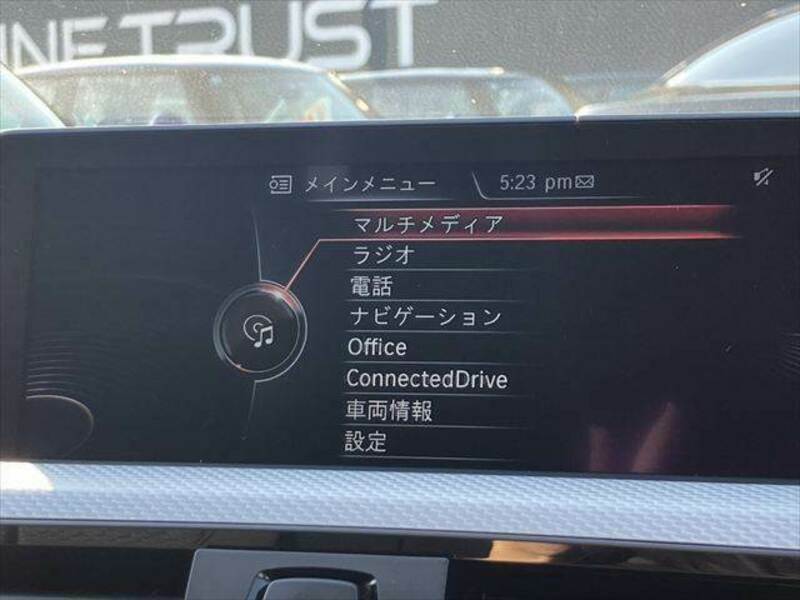 INE TRUST
メインメニュー 5:23 pm
マルチメディア
ラジオ
電話
ナビゲーション
Office
ConnectedDrive
車両情報
設定